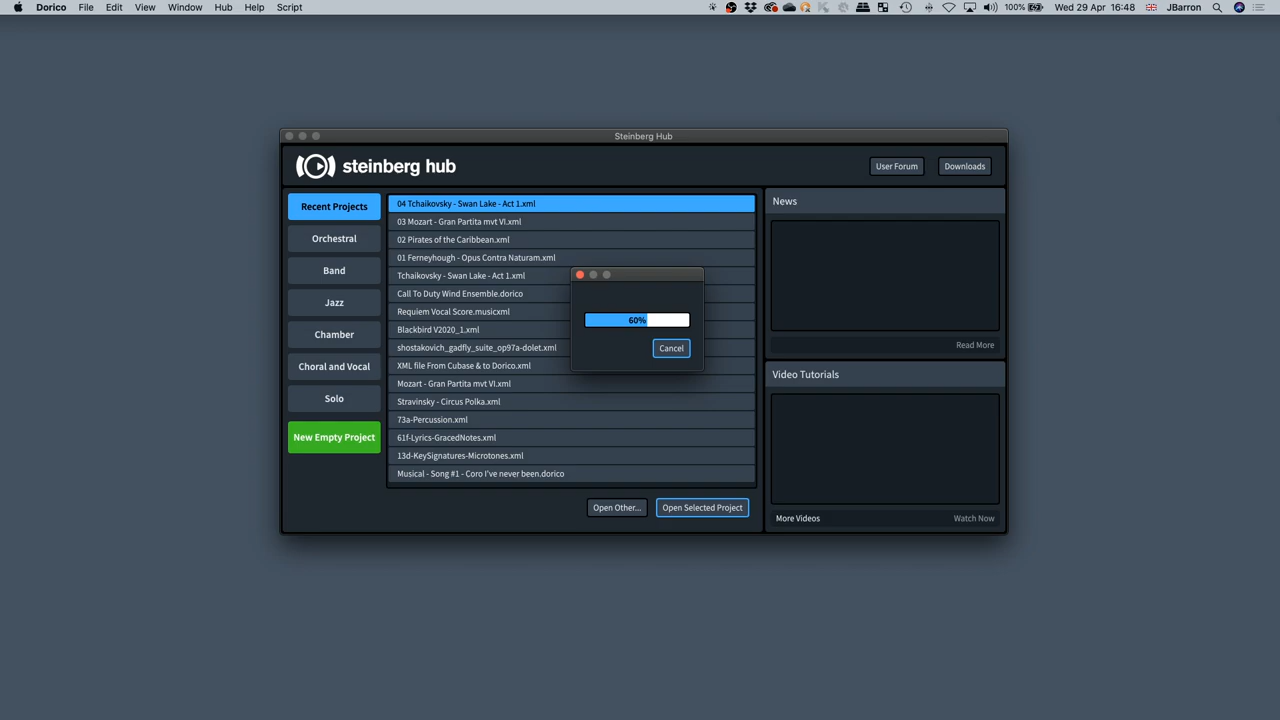 Dorico File Edit View Window Hub Help Script 100% Wed 29 Apr 16:48 JBarron
Steinberg Hub
steinberg hub
User Forum Downloads
Recent Projects
Orchestral
Band
Jazz
Chamber
Choral and Vocal
Solo
New Empty Project
04 Tchaikovsky - Swan Lake - Act 1.xml
03 Mozart - Gran Partita mvt VI.xml
02 Pirates of the Caribbean.xml
01 Ferneyhough - Opus Contra Naturam.xml
Tchaikovsky - Swan Lake - Act 1.xml
Call To Duty Wind Ensemble.dorico
Requiem Vocal Score.musicxml
Blackbird V2020_1.xml
shostakovich_gadfly_suite_op97a-dolet.xml
XML file From Cubase & to Dorico.xml
Mozart - Gran Partita mvt VI.xml
Stravinsky - Circus Polka.xml
73a-Percussion.xml
61f-Lyrics-GracedNotes.xml
13d-KeySignatures-Microtones.xml
Musical - Song #1 - Coro I've never been.dorico
Open Other... Open Selected Project
60%
Cancel
News
Read More
Video Tutorials
More Videos Watch Now